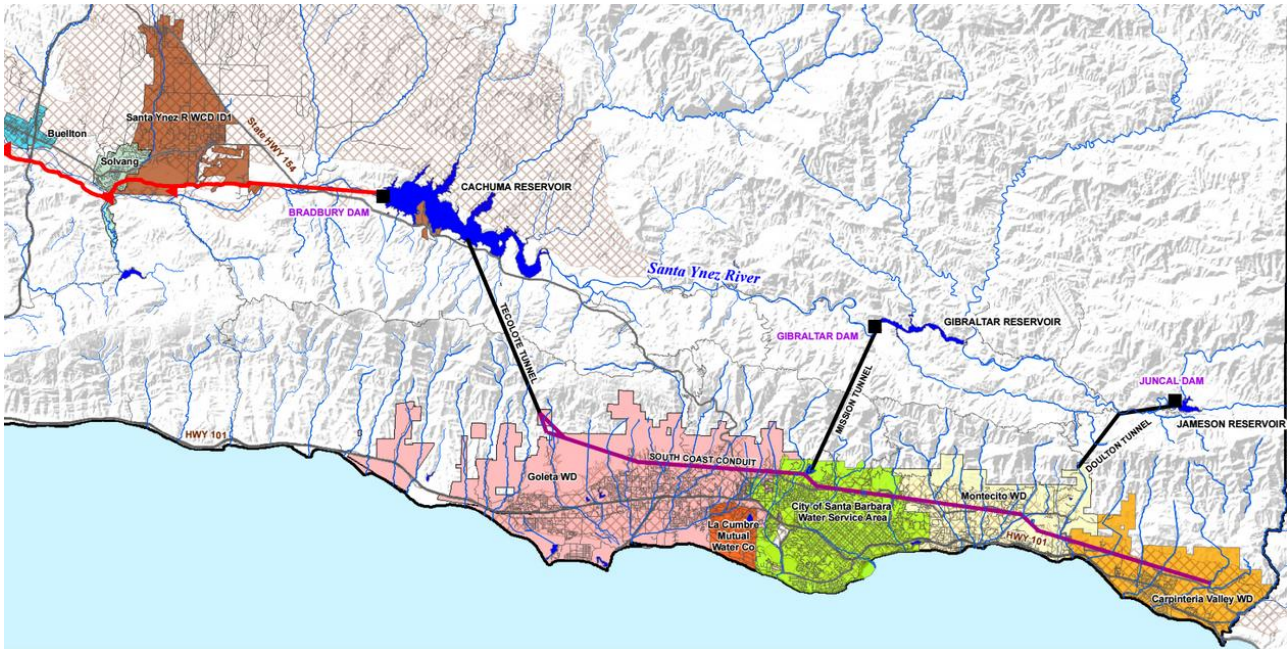 Buellton
Santa Ynez R WCD ID1
Solvang
State HWY 154
CACHUMA RESERVOIR
BRADBURY DAM
Santa Ynez River
TECOLOTE TUNNEL
GIBRALTAR DAM
GIBRALTAR RESERVOIR
MISSION TUNNEL
JUNCAL DAM
JAMESON RESERVOIR
DOULTON TUNNEL
HWY 101
SOUTH COAST CONDUIT
Goleta WD
Montecito WD
City of Santa Barbara
Water Service Area
La Cumbre
Mutual
Water Co
HWY 101
Carpinteria Valley WD